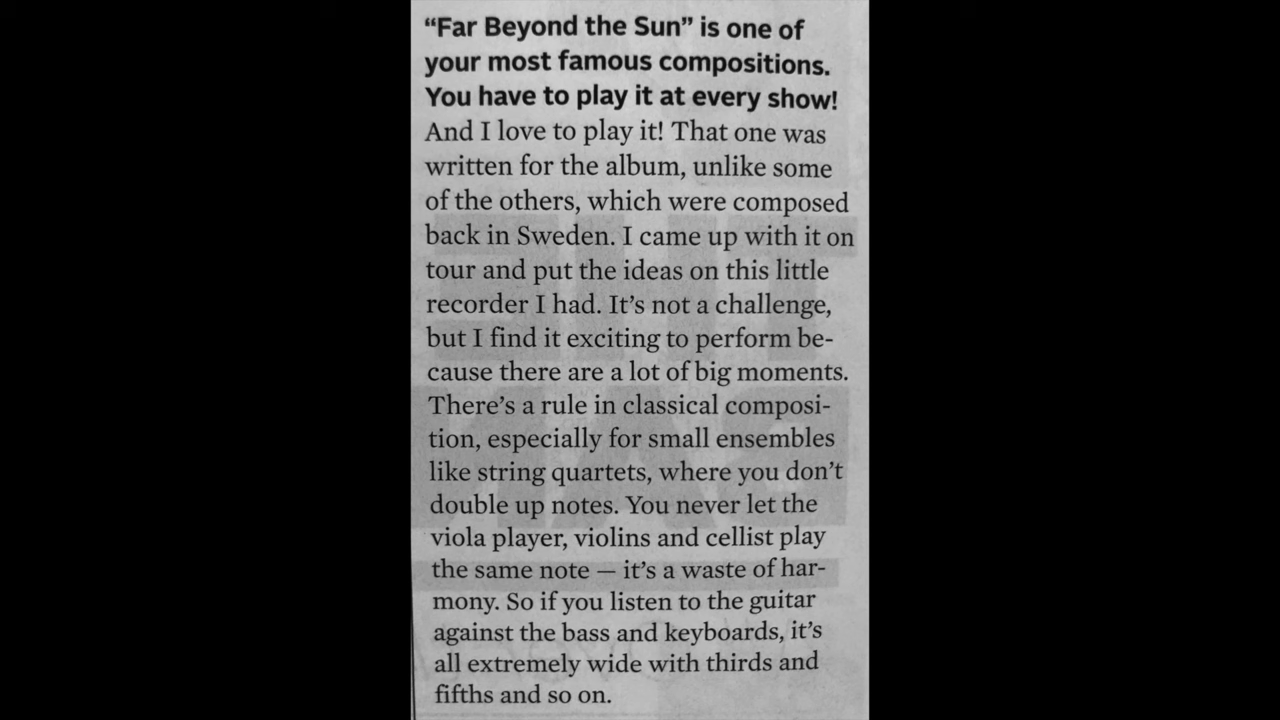 “Far Beyond the Sun” is one of
your most famous compositions.
You have to play it at every show!
And I love to play it! That one was
written for the album, unlike some
of the others, which were composed
back in Sweden. I came up with it on
tour and put the ideas on this little
recorder I had. It’s not a challenge,
but I find it exciting to perform be-
cause there are a lot of big moments.
There’s a rule in classical composi-
tion, especially for small ensembles
like string quartets, where you don’t
double up notes. You never let the
viola player, violins and cellist play
the same note — it’s a waste of har-
mony. So if you listen to the guitar
against the bass and keyboards, it’s
all extremely wide with thirds and
fifths and so on.